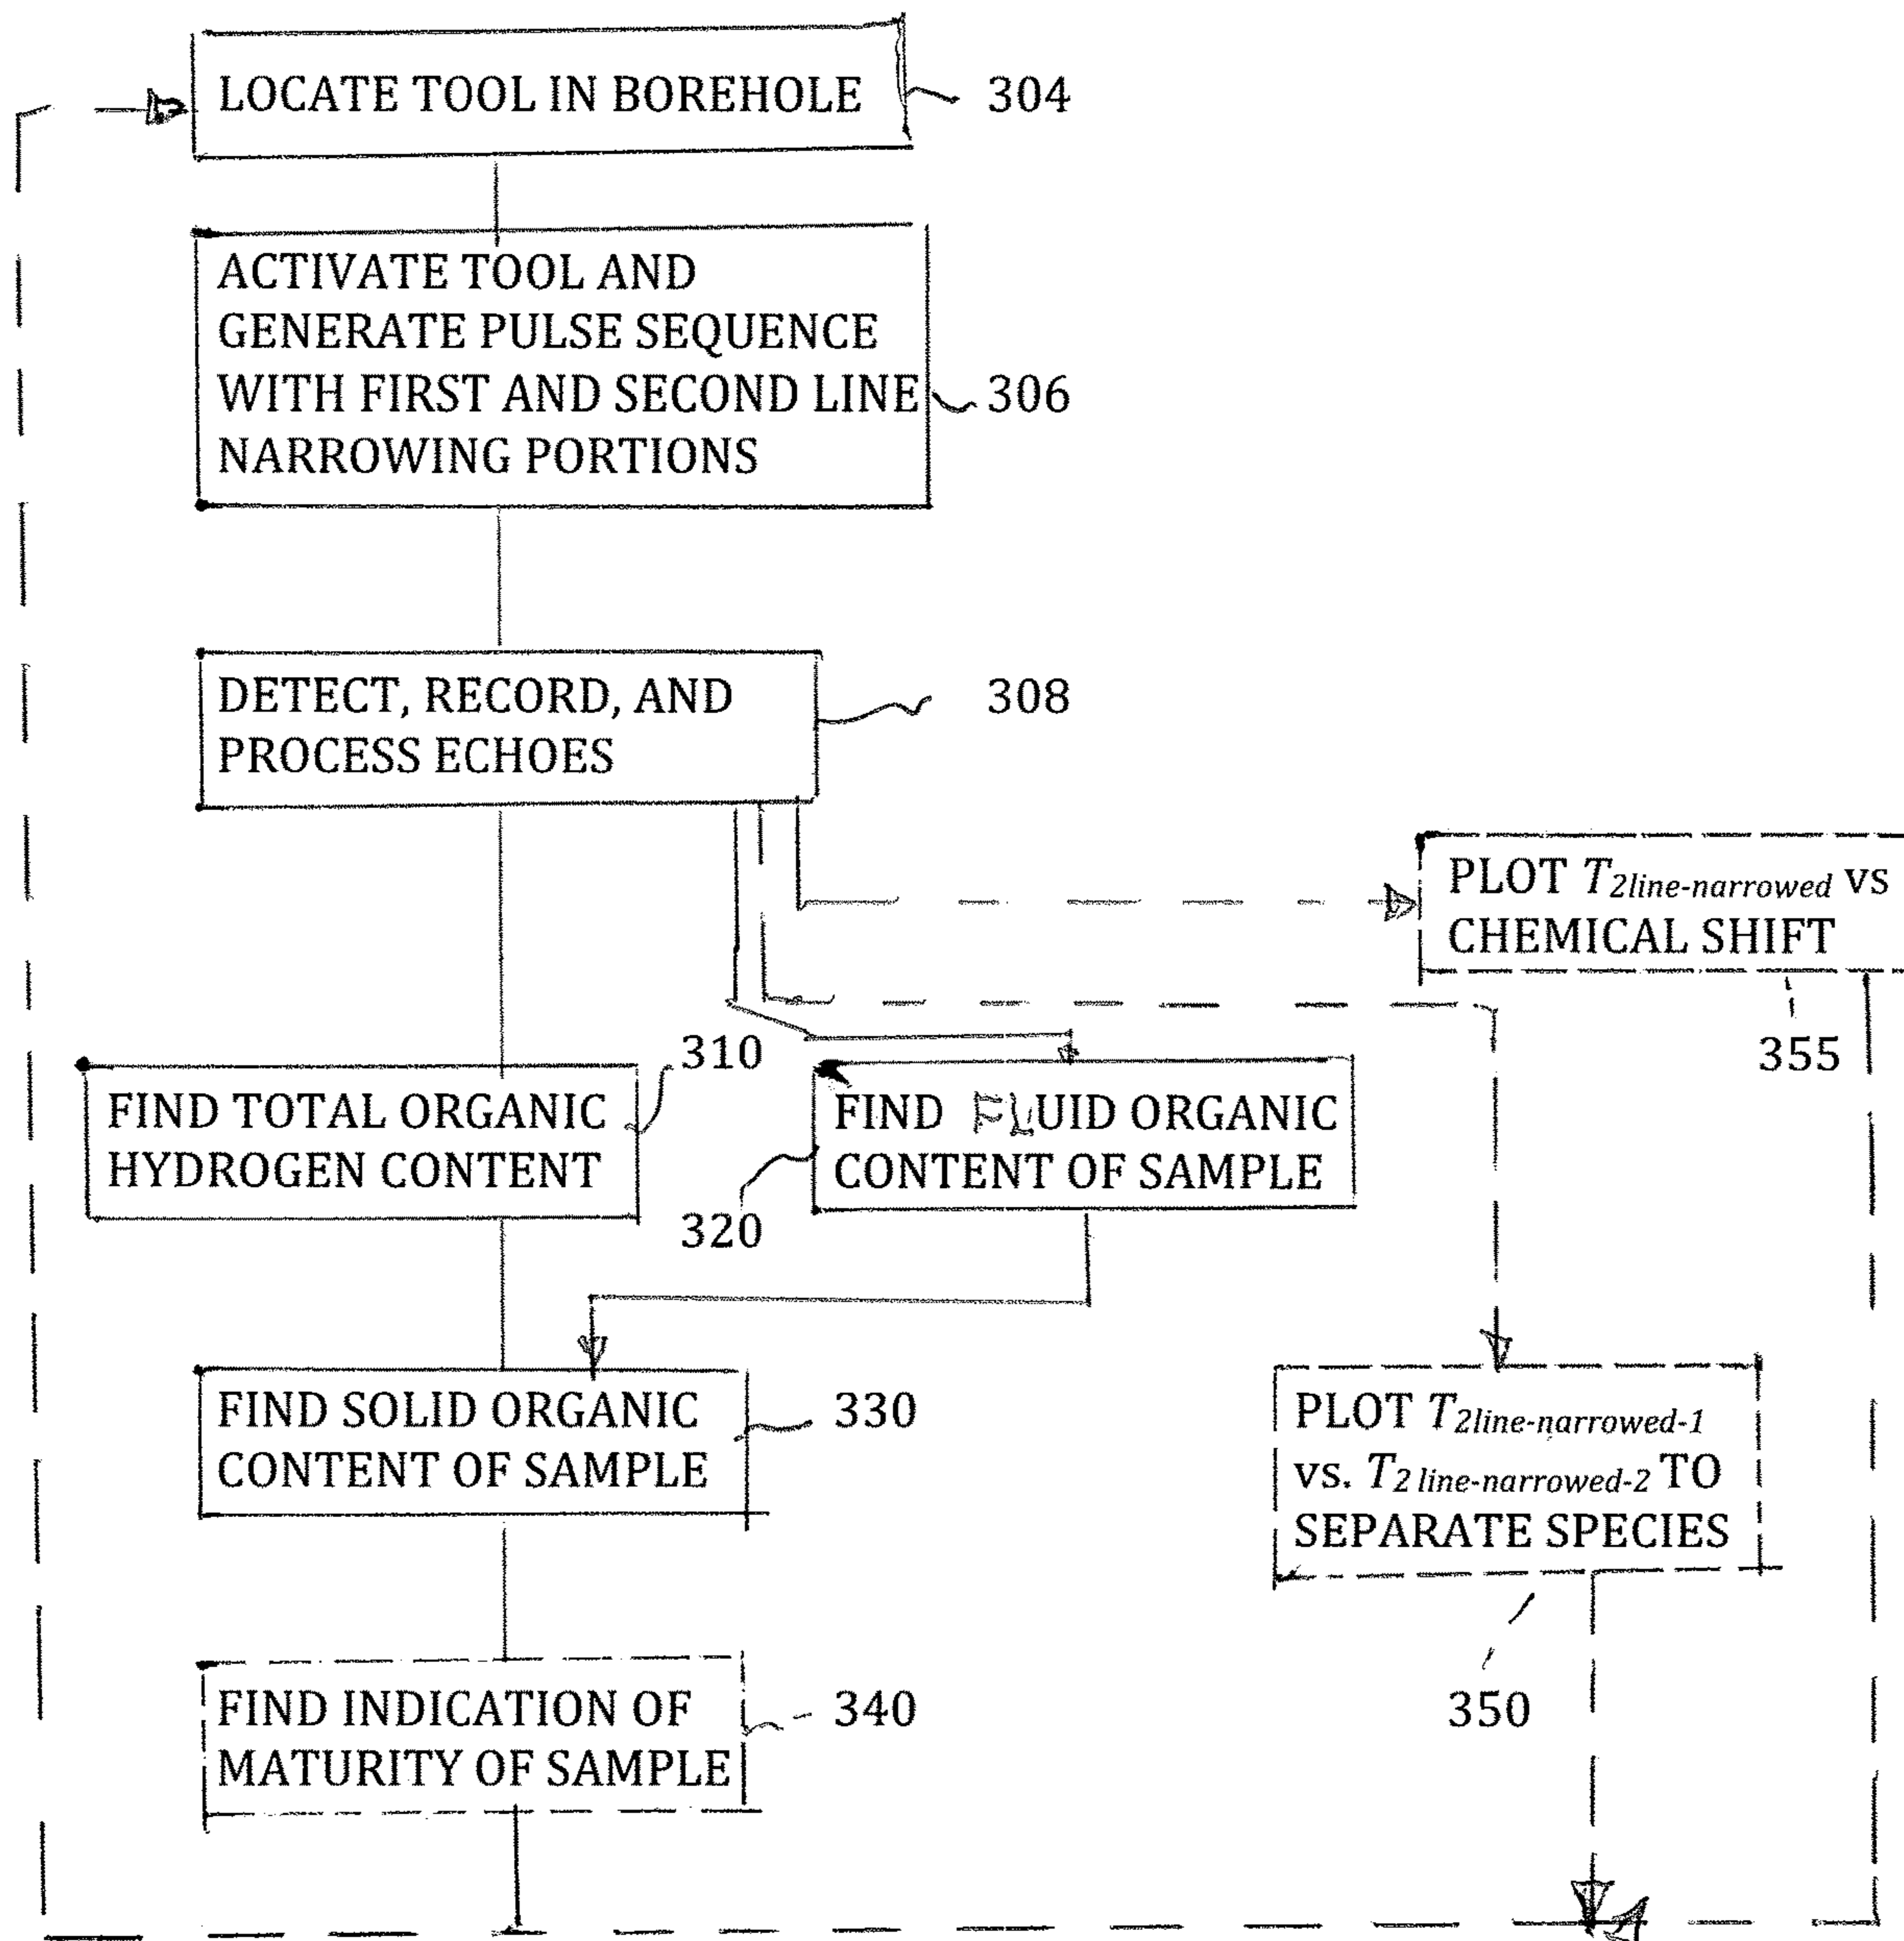 LOCATE TOOL IN BOREHOLE
304
ACTIVATE TOOL AND
GENERATE PULSE SEQUENCE
WITH FIRST AND SECOND LINE
NARROWING PORTIONS
306
DETECT, RECORD, AND
PROCESS ECHOES
308
PLOT T2line-narrowed vs
CHEMICAL SHIFT
355
310
FIND TOTAL ORGANIC
HYDROGEN CONTENT
FIND FLUID ORGANIC
CONTENT OF SAMPLE
320
FIND SOLID ORGANIC
CONTENT OF SAMPLE
330
PLOT T2line-narrowed-1
vs. T2 line-narrowed-2 TO
SEPARATE SPECIES
350
FIND INDICATION OF
MATURITY OF SAMPLE
340